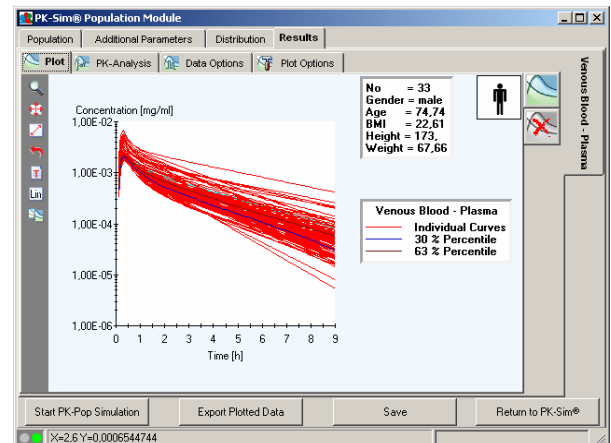 PK-Sim® Population Module
Population Additional Parameters Distribution Results
Plot PK-Analysis Data Options Plot Options
Concentration [mg/ml]
1,00E-02
1,00E-03
1,00E-04
1,00E-05
1,00E-06
0 1 2 3 4 5 6 7 8 9
Time [h]
No = 33
Gender = male
Age = 74,74
BMI = 22,61
Height = 173,
Weight = 67,66
Venous Blood - Plasma
Individual Curves
30 % Percentile
63 % Percentile
Venous Blood - Plasma
Lin
Start PK-Pop Simulation Export Plotted Data Save Return to PK-Sim®
X=2,6 Y=0,0006544744